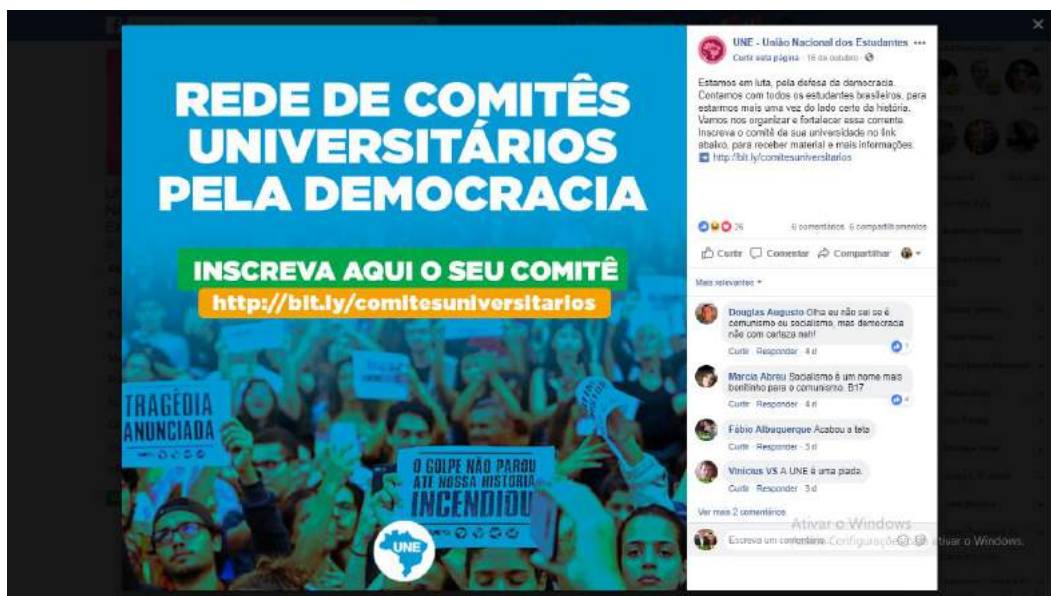 REDE DE COMITÊS
UNIVERSITÁRIOS
PELA DEMOCRACIA
INSCREVA AQUI O SEU COMITÊ
http://bit.ly/comitesuniversitarios
TRAGÉDIA
ANUNCIADA
O GOLPE NÃO PAROU
ATÉ NOSSA HISTÓRIA
INCENDIOU
UNE
UNE - União Nacional dos Estudantes
Curtir esta página · 16 de outubro
Estamos em luta, pela defesa da democracia.
Contamos com todos os estudantes brasileiros, para
estarmos mais uma vez do lado certo da história.
Vamos nos organizar e fortalecer essa corrente.
Inscreva o comitê da sua universidade no link
abaixo, para receber material e mais informações.
http://bit.ly/comitesuniversitarios
26 6 comentários 6 compartilhamentos
Curtir Comentar Compartilhar
Mais relevantes
Douglas Augusto Olha eu não sei se é
comunismo ou socialismo, mas democracia
não com certeza neh!
Curtir · Responder · 4 d
Marcia Abreu Socialismo é um nome mais
bonitinho para o comunismo. B17
Curtir · Responder · 4 d
4
Fábio Albuquerque Acabou a teta
Curtir · Responder · 3 d
Vinicius VS A UNE é uma piada.
Curtir · Responder · 3 d
Ver mais 2 comentários
Ativar o Windows
Escreva um comentário...
Configurações
ativar o Windows.